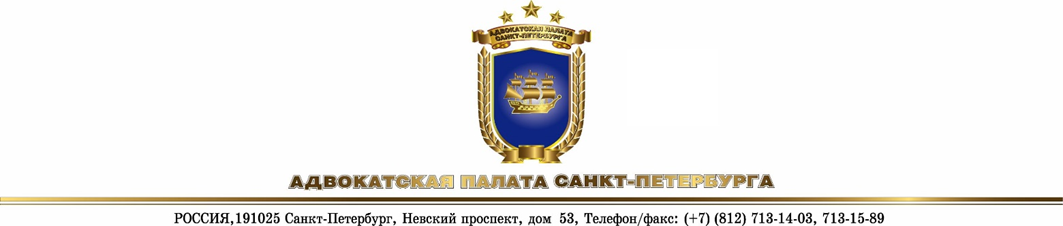 АДВОКАТСКАЯ ПАЛАТА
САНКТ-ПЕТЕРБУРГА
АДВОКАТСКАЯ ПАЛАТА САНКТ-ПЕТЕРБУРГА
РОССИЯ,191025 Санкт-Петербург, Невский проспект, дом 53, Телефон/факс: (+7) (812) 713-14-03, 713-15-89